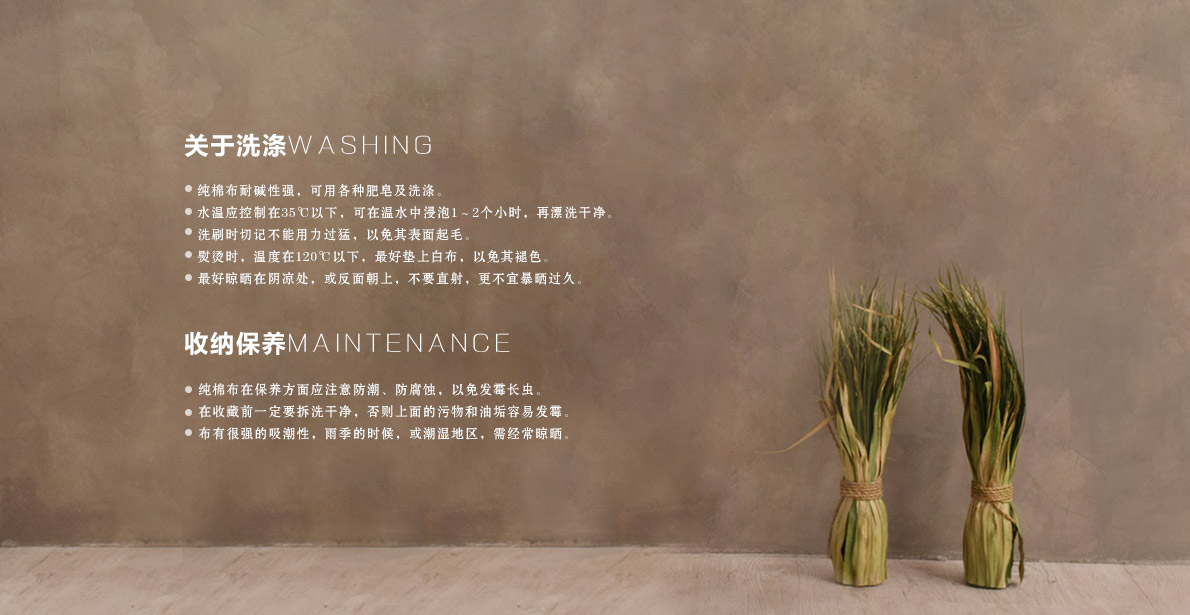 关于洗涤WASHING
纯棉布耐碱性强，可用各种肥皂及洗涤。
水温应控制在35℃以下，可在温水中浸泡1～2个小时，再漂洗干净。
洗刷时切记不能用力过猛，以免其表面起毛。
熨烫时，温度在120℃以下，最好垫上白布，以免其褪色。
最好晾晒在阴凉处，或反面朝上，不要直射，更不宜暴晒过久。
收纳保养MAINTENANCE
纯棉布在保养方面应注意防潮、防腐蚀，以免发霉长虫。
在收藏前一定要拆洗干净，否则上面的污物和油垢容易发霉。
布有很强的吸潮性，雨季的时候，或潮湿地区，需经常晾晒。